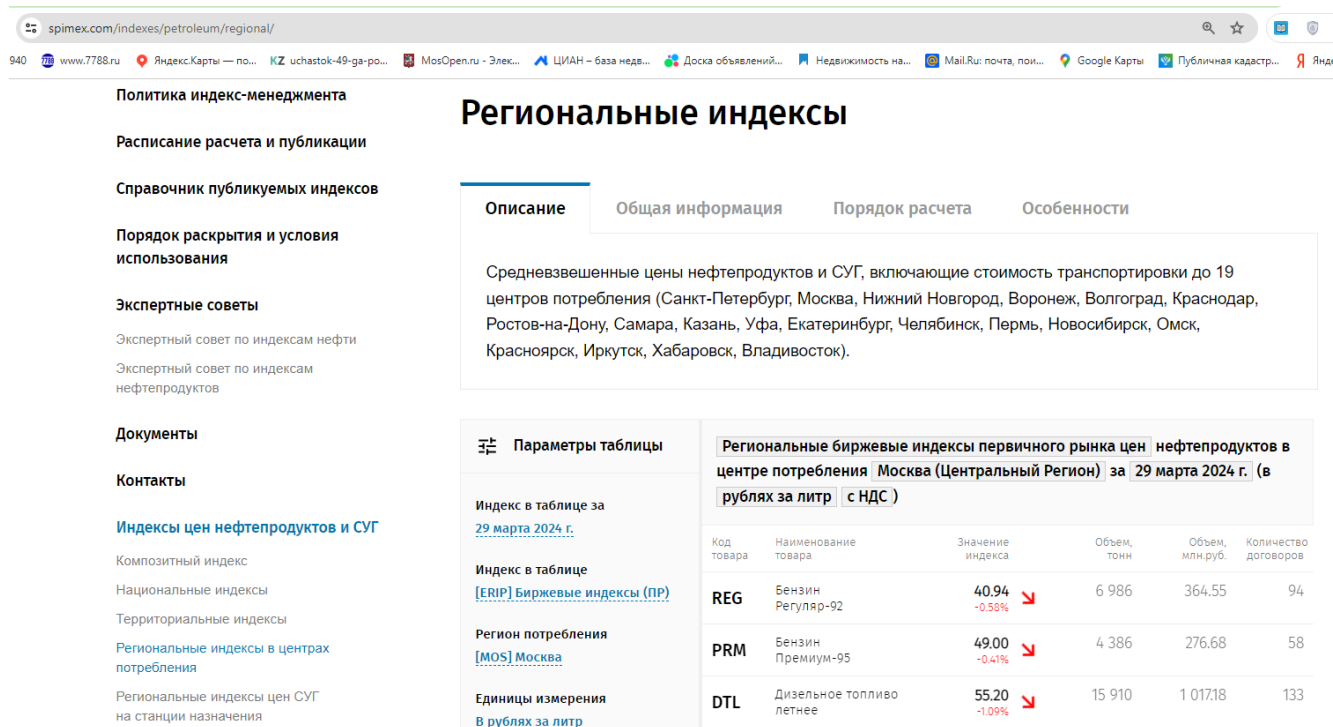 spimex.com/indexes/petroleum/regional/
940 www.7788.ru Яндекс.Карты — по... KZ uchastok-49-ga-po... MosOpen.ru - Элек... ЦИАН – база недв... Доска объявлений... Недвижимость на... Mail.Ru: почта, пои... Google Карты Публичная кадастр...
Политика индекс-менеджмента
Расписание расчета и публикации
Справочник публикуемых индексов
Порядок раскрытия и условия
использования
Экспертные советы
Экспертный совет по индексам нефти
Экспертный совет по индексам
нефтепродуктов
Документы
Контакты
Индексы цен нефтепродуктов и СУГ
Композитный индекс
Национальные индексы
Территориальные индексы
Региональные индексы в центрах
потребления
Региональные индексы цен СУГ
на станции назначения
Региональные индексы
Описание Общая информация Порядок расчета Особенности
Средневзвешенные цены нефтепродуктов и СУГ, включающие стоимость транспортировки до 19
центров потребления (Санкт-Петербург, Москва, Нижний Новгород, Воронеж, Волгоград, Краснодар,
Ростов-на-Дону, Самара, Казань, Уфа, Екатеринбург, Челябинск, Пермь, Новосибирск, Омск,
Красноярск, Иркутск, Хабаровск, Владивосток).
Параметры таблицы
Индекс в таблице за
29 марта 2024 г.
Индекс в таблице
[ERIP] Биржевые индексы (ПР)
Регион потребления
[MOS] Москва
Единицы измерения
В рублях за литр
Региональные биржевые индексы первичного рынка цен нефтепродуктов в
центре потребления Москва (Центральный Регион) за 29 марта 2024 г. (в
рублях за литр с НДС )
Код Наименование Значение Объем, Объем, Количество
товара товара индекса тонн млн.руб. договоров
REG Бензин Регуляр-92 40.94 -0.58% 6 986 364.55 94
PRM Бензин Премиум-95 49.00 -0.41% 4 386 276.68 58
DTL Дизельное топливо летнее 55.20 -1.09% 15 910 1 017.18 133